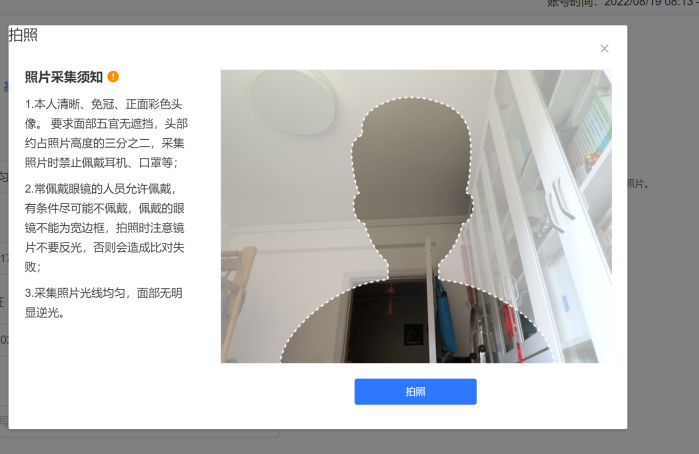 账号时间：2022/08/19 08:13
拍照
照片采集须知
1.本人清晰、免冠、正面彩色头
像。 要求面部五官无遮挡，头部
约占照片高度的三分之二，采集
照片时禁止佩戴耳机、口罩等；
2.常佩戴眼镜的人员允许佩戴，
有条件尽可能不佩戴，佩戴的眼
镜不能为宽边框，拍照时注意镜
片不要反光，否则会造成比对失
败；
3.采集照片光线均匀，面部无明
显逆光。
照片。
拍照